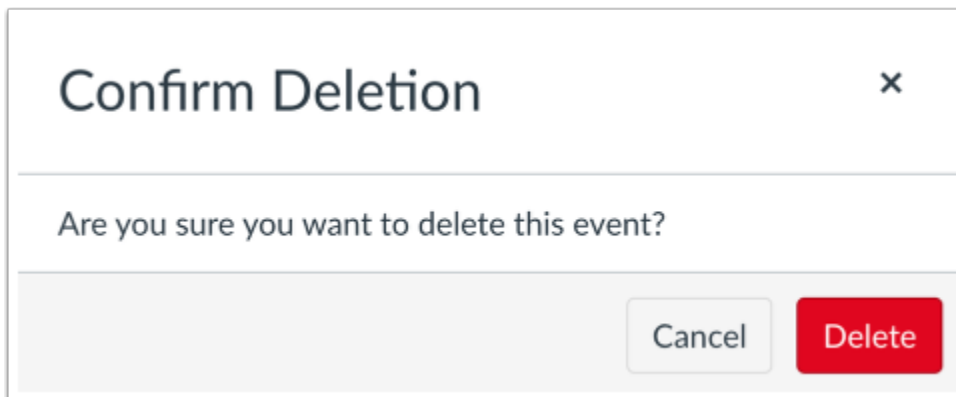 Confirm Deletion
×
Are you sure you want to delete this event?
Cancel
Delete